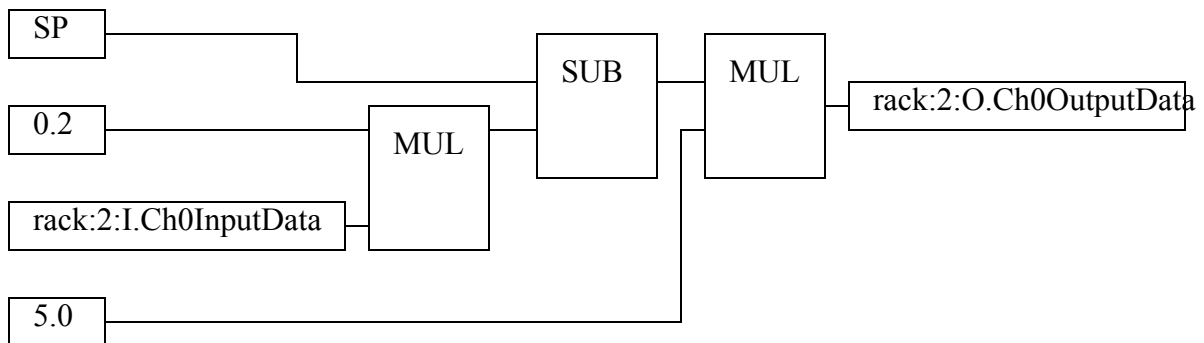 SP
SUB
MUL
rack:2:O.Ch0OutputData
0.2
MUL
rack:2:I.Ch0InputData
5.0